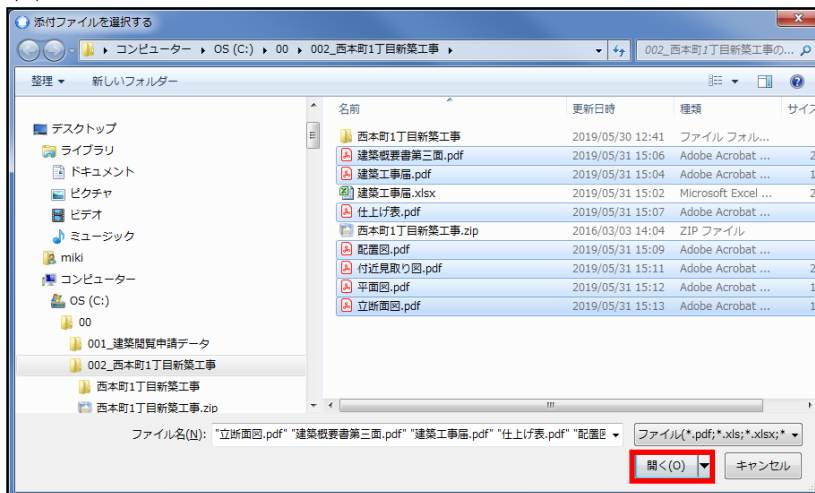 添付ファイルを選択する
コンピューター ▸ OS (C:) ▸ 00 ▸ 002_西本町1丁目新築工事 ▸
002_西本町1丁目新築工事の...
整理 ▼ 新しいフォルダー
名前 更新日時 種類 サイズ
デスクトップ
ライブラリ
ドキュメント
ピクチャ
ビデオ
ミュージック
miki
コンピューター
OS (C:)
00
001_建築閲覧申請データ
002_西本町1丁目新築工事
西本町1丁目新築工事
西本町1丁目新築工事.zip
西本町1丁目新築工事 2019/05/30 12:41 ファイル フォル...
建築概要書第三面.pdf 2019/05/31 15:06 Adobe Acrobat ... 2
建築工事届.pdf 2019/05/31 15:04 Adobe Acrobat ... 1
建築工事届.xlsx 2019/05/31 15:02 Microsoft Excel ... 2
仕上げ表.pdf 2019/05/31 15:07 Adobe Acrobat ...
西本町1丁目新築工事.zip 2016/03/03 14:04 ZIP ファイル
配置図.pdf 2019/05/31 15:09 Adobe Acrobat ...
付近見取り図.pdf 2019/05/31 15:11 Adobe Acrobat ... 2
平面図.pdf 2019/05/31 15:12 Adobe Acrobat ... 1
立断面図.pdf 2019/05/31 15:13 Adobe Acrobat ... 1
ファイル名(N): "立断面図.pdf" "建築概要書第三面.pdf" "建築工事届.pdf" "仕上げ表.pdf" "配置図
ファイル(*.pdf;*.xls;*.xlsx;*
開く(O) キャンセル